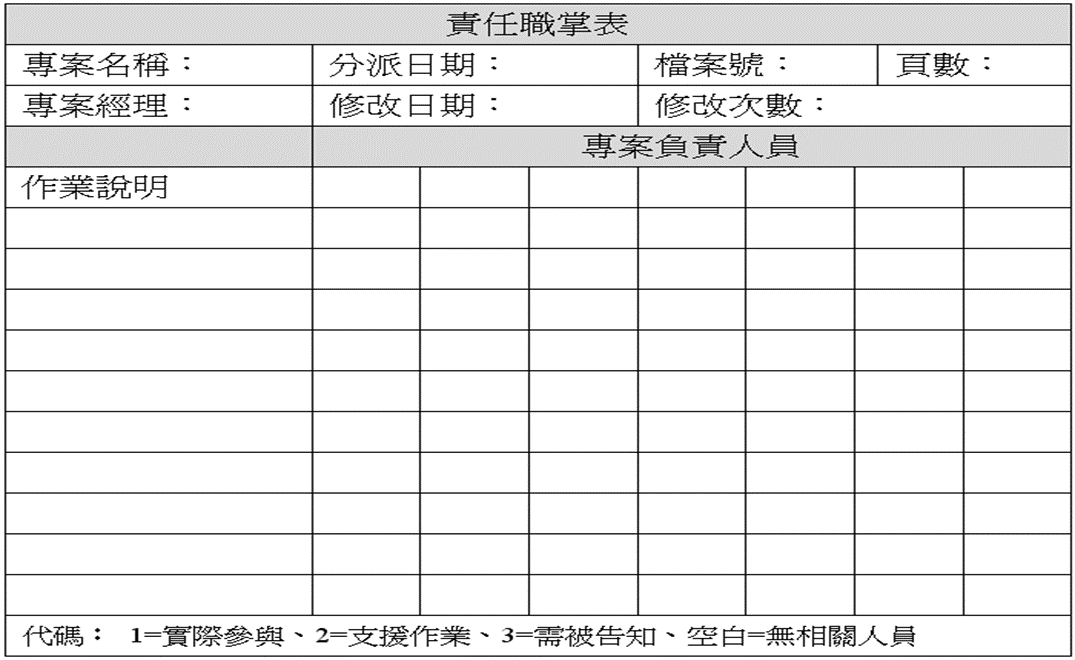 責任職掌表
專案名稱： 分派日期： 檔案號： 頁數：
專案經理： 修改日期： 修改次數：
專案負責人員
作業說明
代碼： 1=實際參與、2=支援作業、3=需被告知、空白=無相關人員